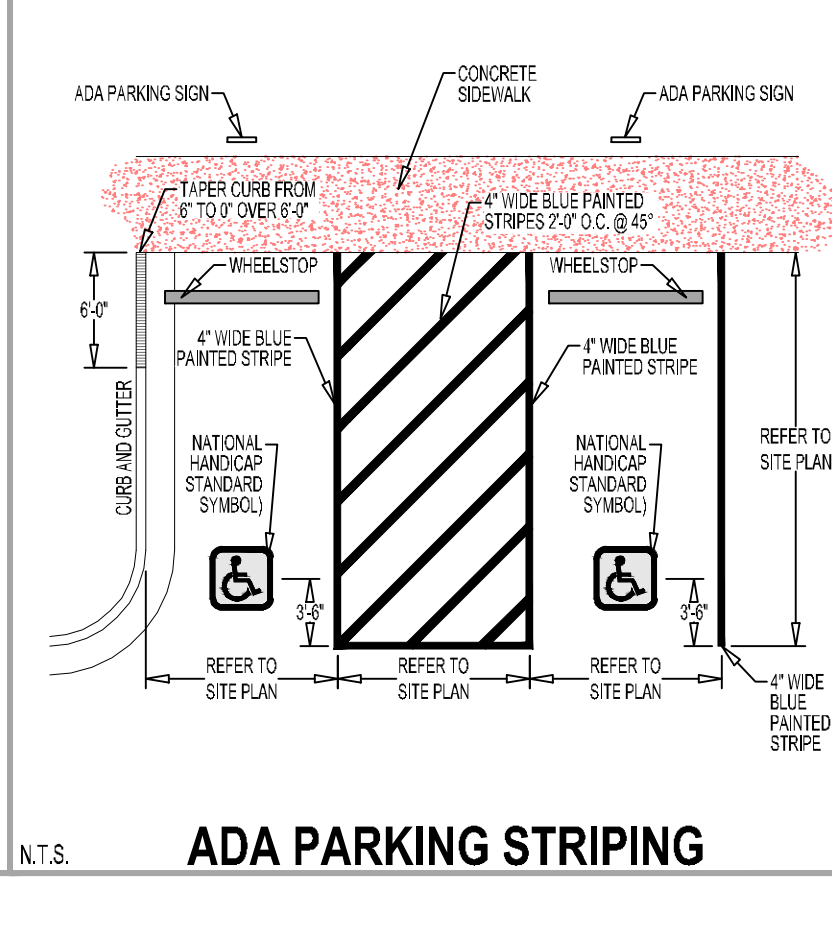 CONCRETE
SIDEWALK
ADA PARKING SIGN
ADA PARKING SIGN
TAPER CURB FROM
6" TO 0" OVER 6'-0"
4" WIDE BLUE PAINTED
STRIPES 2'-0" O.C. @ 45°
WHEELSTOP
WHEELSTOP
6'-0"
4" WIDE BLUE
PAINTED STRIPE
4" WIDE BLUE
PAINTED STRIPE
CURB AND GUTTER
NATIONAL
HANDICAP
STANDARD
SYMBOL)
NATIONAL
HANDICAP
STANDARD
SYMBOL)
REFER TO
SITE PLAN
3'-6"
3'-6"
REFER TO
SITE PLAN
REFER TO
SITE PLAN
REFER TO
SITE PLAN
4" WIDE
BLUE
PAINTED
STRIPE
N.T.S.
ADA PARKING STRIPING